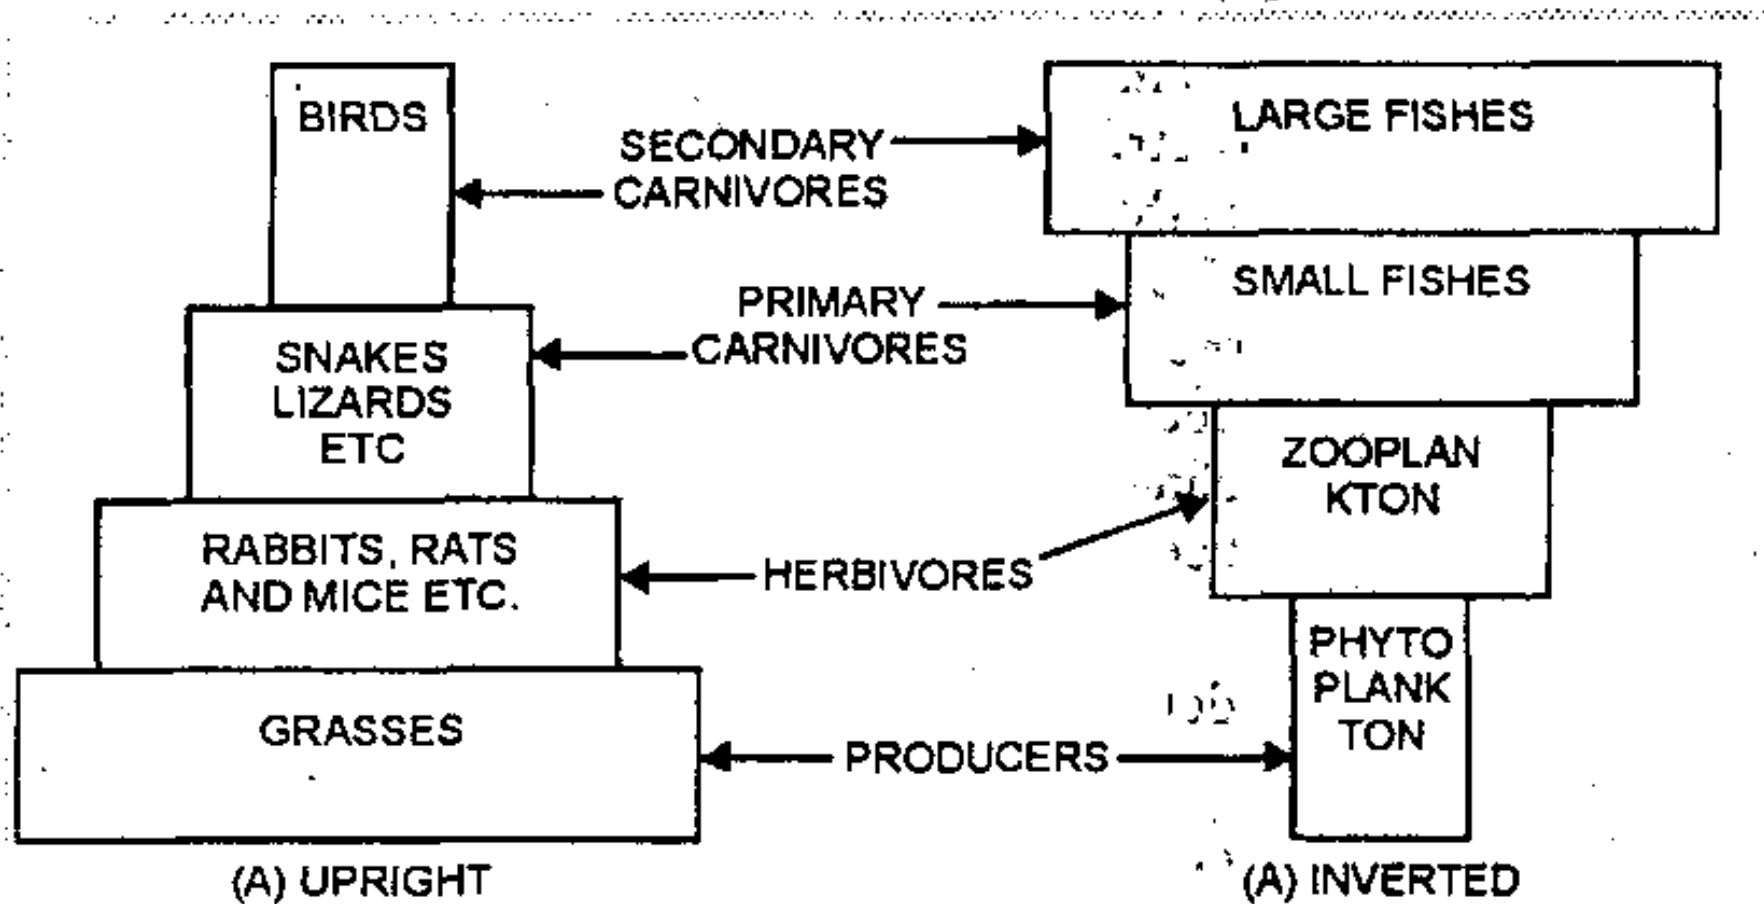 BIRDS
SECONDARY
CARNIVORES
LARGE FISHES
SNAKES
LIZARDS
ETC
PRIMARY
CARNIVORES
SMALL FISHES
RABBITS, RATS
AND MICE ETC.
HERBIVORES
ZOOPLAN
KTON
GRASSES
PRODUCERS
PHYTO
PLANK
TON
(A) UPRIGHT
(A) INVERTED